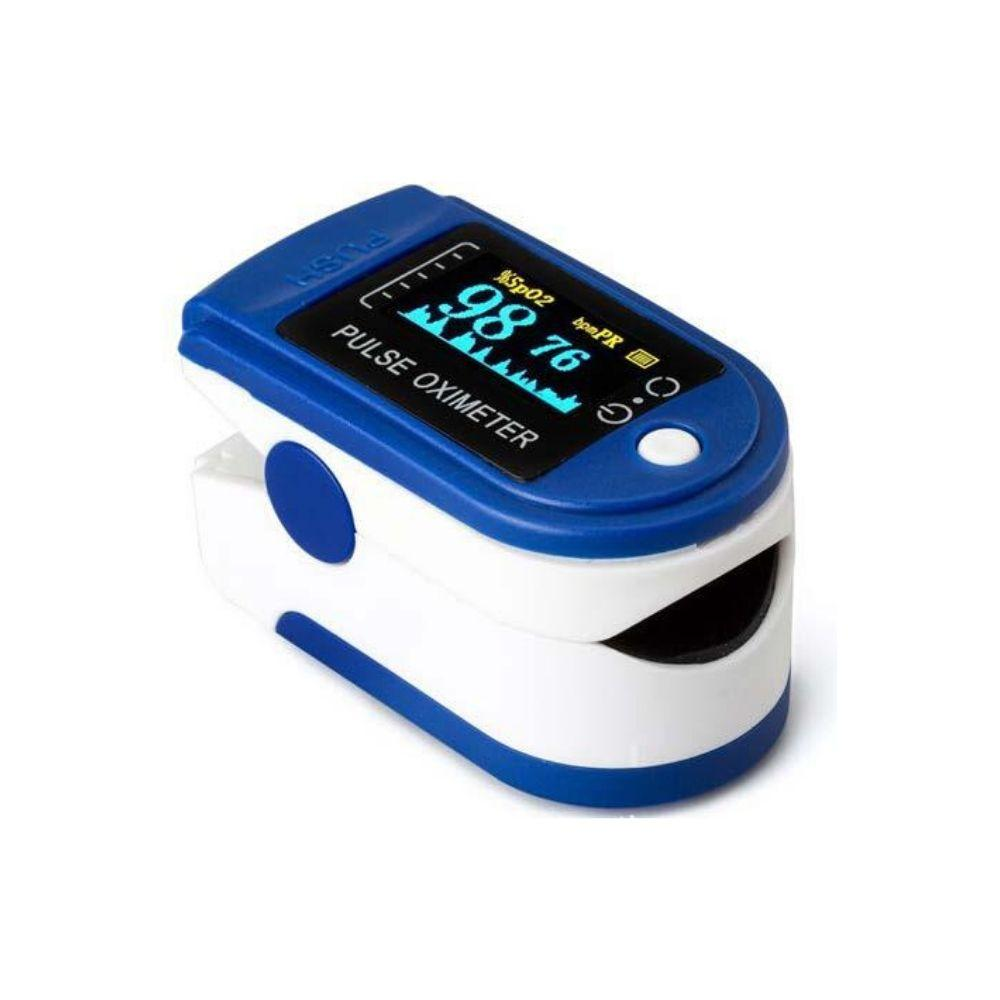 PUSH
%SpO2
98
bpmPR
76
PULSE OXIMETER